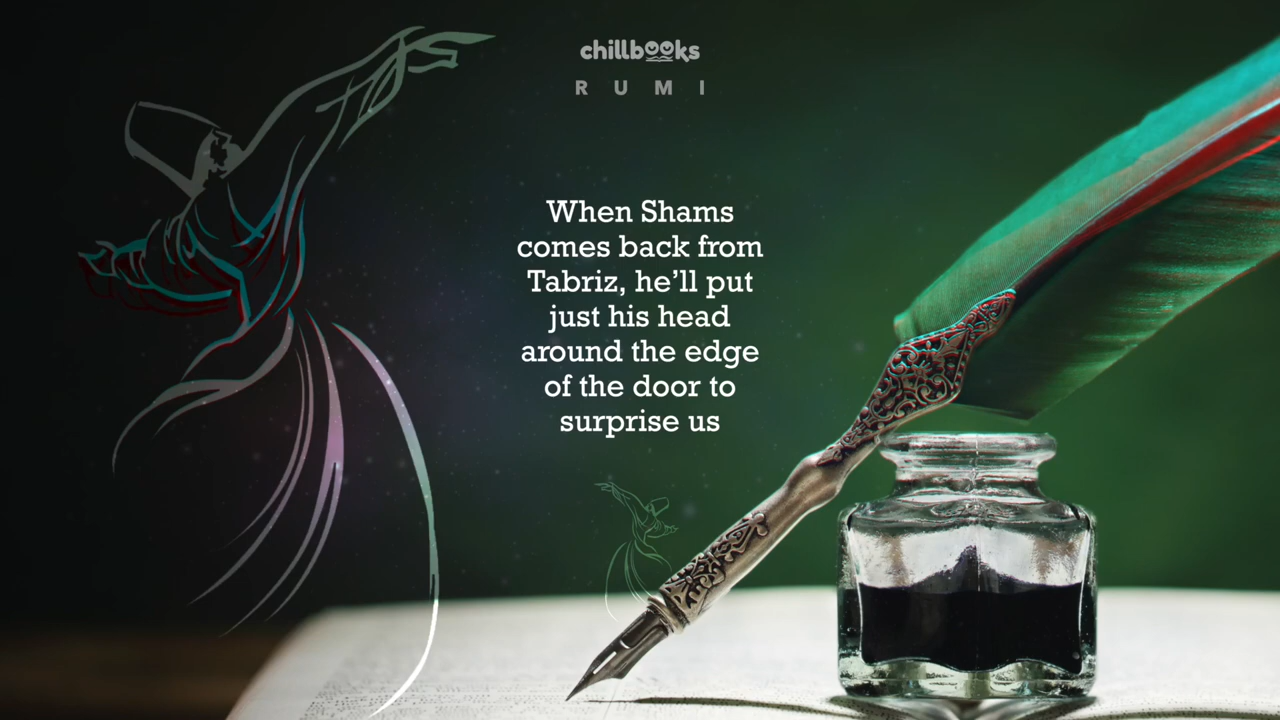 chillbooks
RUMI
When Shams
comes back from
Tabriz, he’ll put
just his head
around the edge
of the door to
surprise us